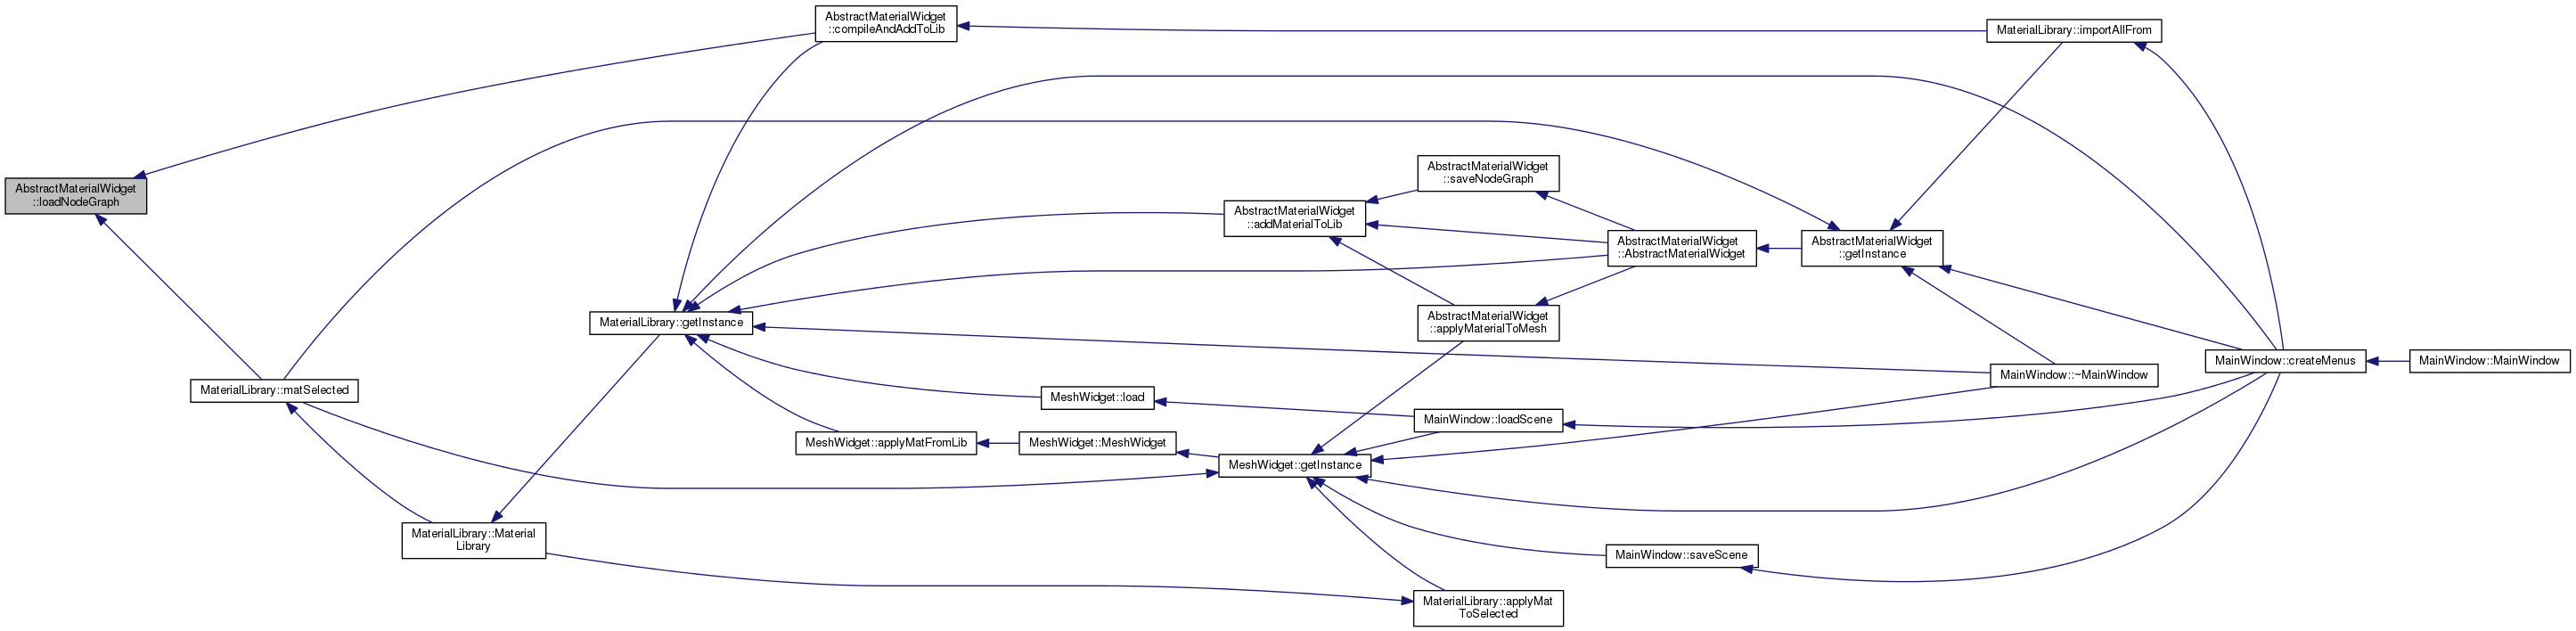 AbstractMaterialWidget
::compileAndAddToLib
MaterialLibrary::importAllFrom
AbstractMaterialWidget
::saveNodeGraph
AbstractMaterialWidget
::loadNodeGraph
AbstractMaterialWidget
::addMaterialToLib
AbstractMaterialWidget
::AbstractMaterialWidget
AbstractMaterialWidget
::getInstance
MaterialLibrary::getInstance
AbstractMaterialWidget
::applyMaterialToMesh
MainWindow::createMenus
MainWindow::MainWindow
MainWindow::~MainWindow
MaterialLibrary::matSelected
MeshWidget::load
MainWindow::loadScene
MeshWidget::applyMatFromLib
MeshWidget::MeshWidget
MeshWidget::getInstance
MaterialLibrary::Material
Library
MainWindow::saveScene
MaterialLibrary::applyMat
ToSelected